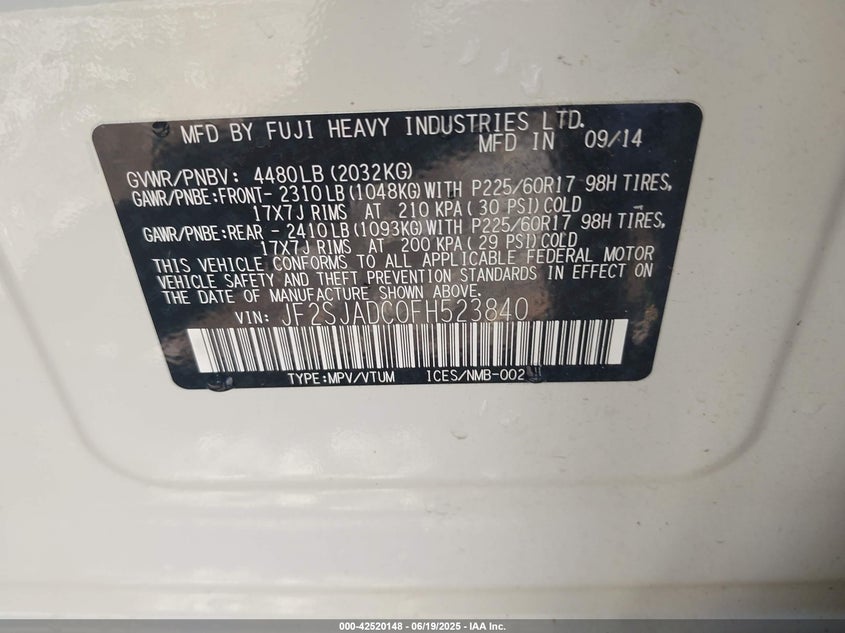 MFD BY FUJI HEAVY INDUSTRIES LTD.
MFD IN 09/14
GVWR/PNBV: 4480LB (2032KG)
GAWR/PNBE:FRONT- 2310LB (1048KG) WITH P225/60R17 98H TIRES,
17X7J RIMS AT 210 KPA ( 30 PSI) COLD
GAWR/PNBE:REAR - 2410LB (1093KG) WITH P225/60R17 98H TIRES,
17X7J RIMS AT 200 KPA ( 29 PSI) COLD
THIS VEHICLE CONFORMS TO ALL APPLICABLE FEDERAL MOTOR
VEHICLE SAFETY AND THEFT PREVENTION STANDARDS IN EFFECT ON
THE DATE OF MANUFACTURE SHOWN ABOVE.
VIN: JF2SJADC0FH523840
TYPE:MPV/VTUM ICES/NMB-002
000-42520148 - 06/19/2025 - IAA Inc.